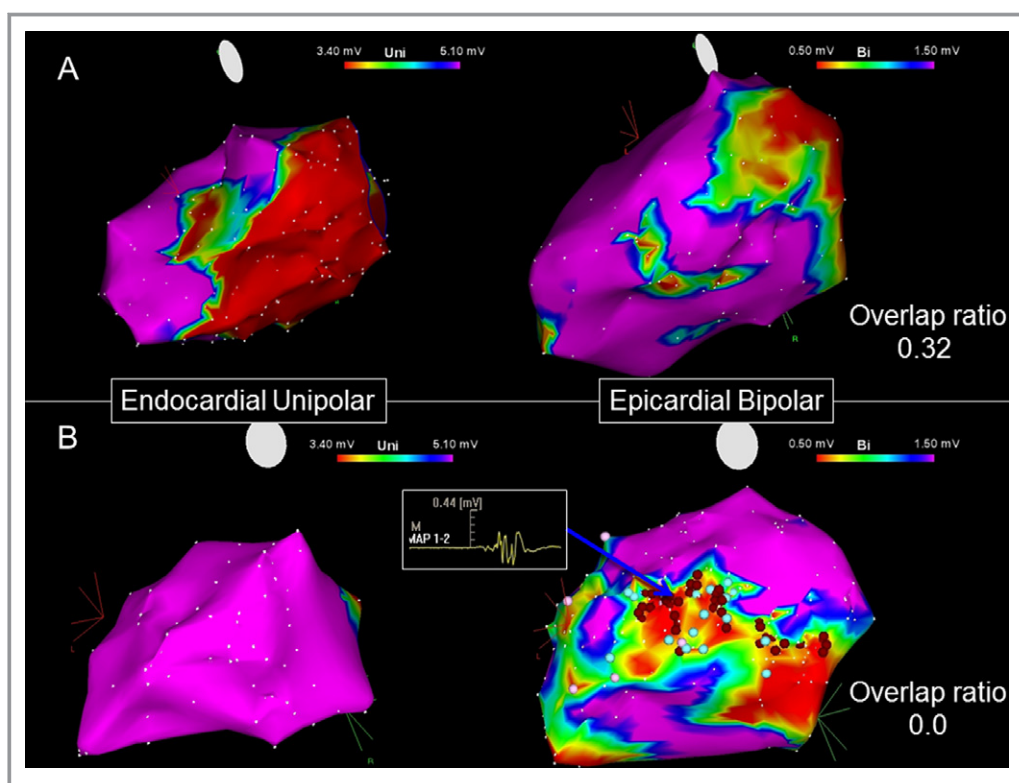 A
3.40 mV Uni 5.10 mV
0.50 mV Bi 1.50 mV
R
Overlap ratio
0.32
Endocardial Unipolar
Epicardial Bipolar
B
3.40 mV Uni 5.10 mV
0.50 mV Bi 1.50 mV
0.44 [mV]
M
MAP 1-2
R
Overlap ratio
0.0